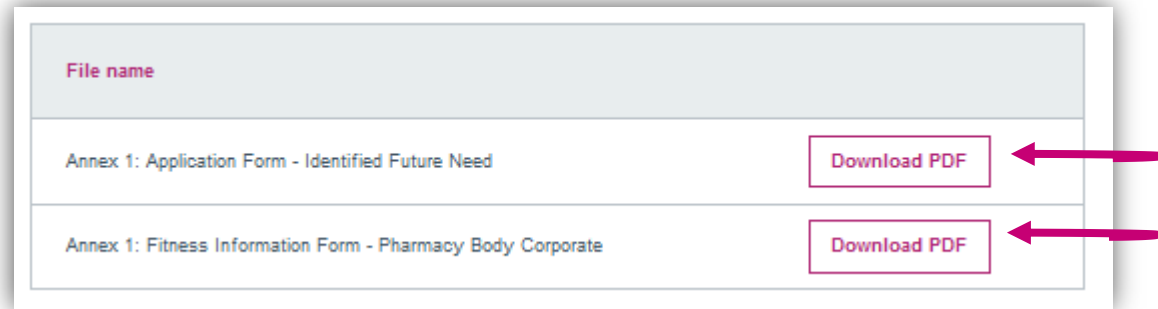 File name
Annex 1: Application Form - Identified Future Need Download PDF
Annex 1: Fitness Information Form - Pharmacy Body Corporate Download PDF